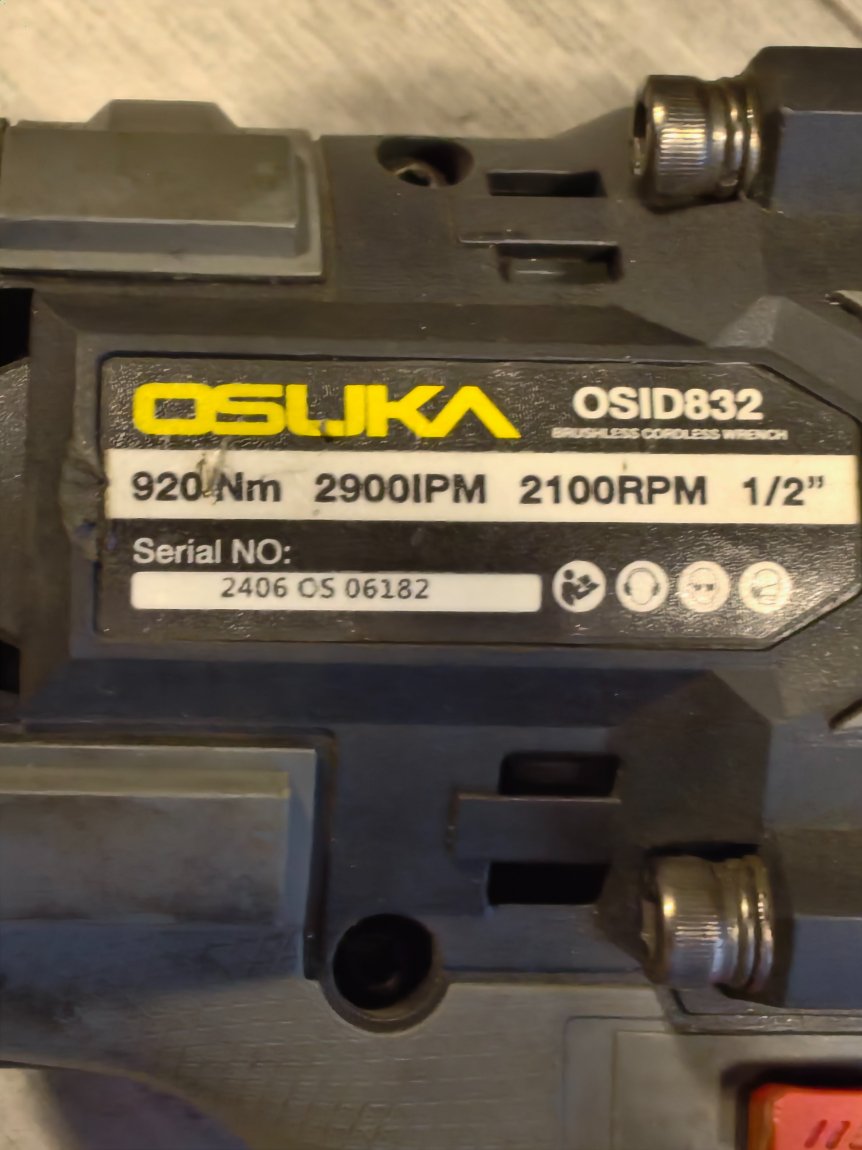 OSUKA
OSID832
BRUSHLESS CORDLESS WRENCH
920 Nm 2900IPM 2100RPM 1/2”
Serial NO:
2406 OS 06182